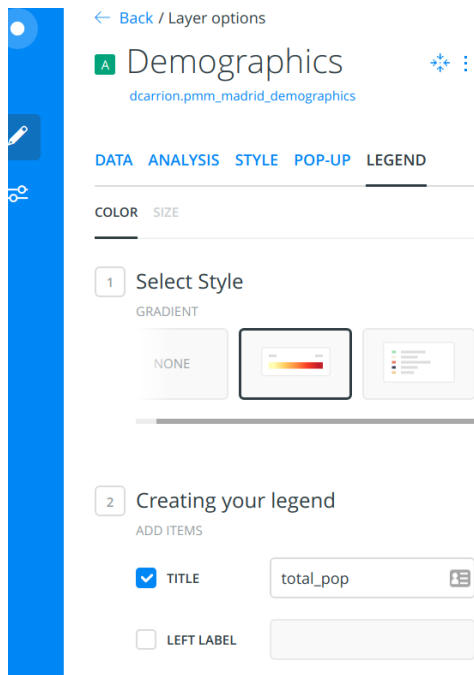 ← Back / Layer options
A Demographics
dcarrion.pmm_madrid_demographics
DATA ANALYSIS STYLE POP-UP LEGEND
COLOR SIZE
1 Select Style
GRADIENT
NONE
2 Creating your legend
ADD ITEMS
TITLE total_pop
LEFT LABEL